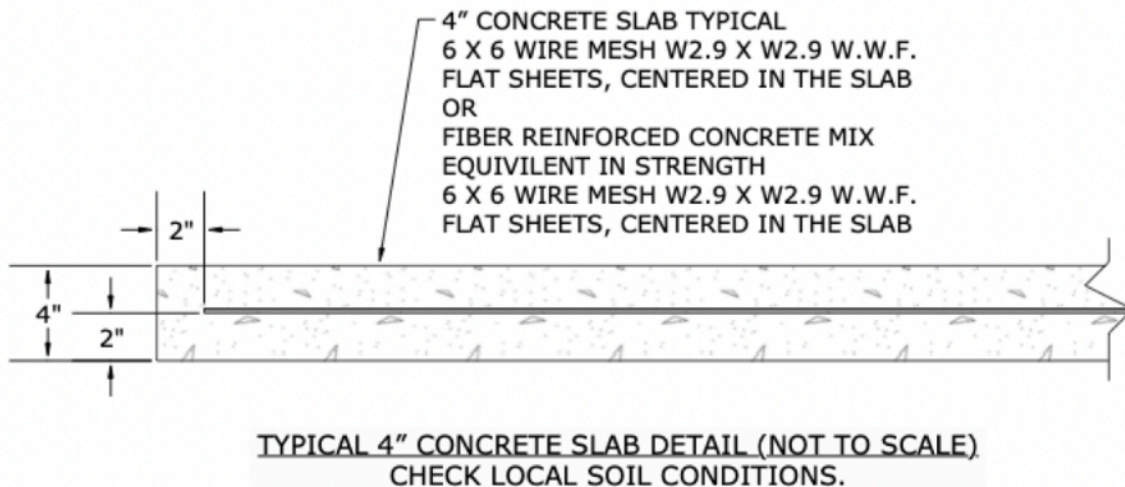 4” CONCRETE SLAB TYPICAL
6 X 6 WIRE MESH W2.9 X W2.9 W.W.F.
FLAT SHEETS, CENTERED IN THE SLAB
OR
FIBER REINFORCED CONCRETE MIX
EQUIVILENT IN STRENGTH
6 X 6 WIRE MESH W2.9 X W2.9 W.W.F.
FLAT SHEETS, CENTERED IN THE SLAB
2"
4"
2"
TYPICAL 4” CONCRETE SLAB DETAIL (NOT TO SCALE)
CHECK LOCAL SOIL CONDITIONS.